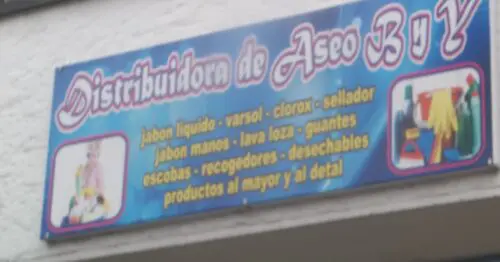 Distribuidora de Aseo B y Y
jabon liquido - varsol - clorox - sellador
jabon manos - lava loza - guantes
escobas - recogedores - desechables
productos al mayor y al detal